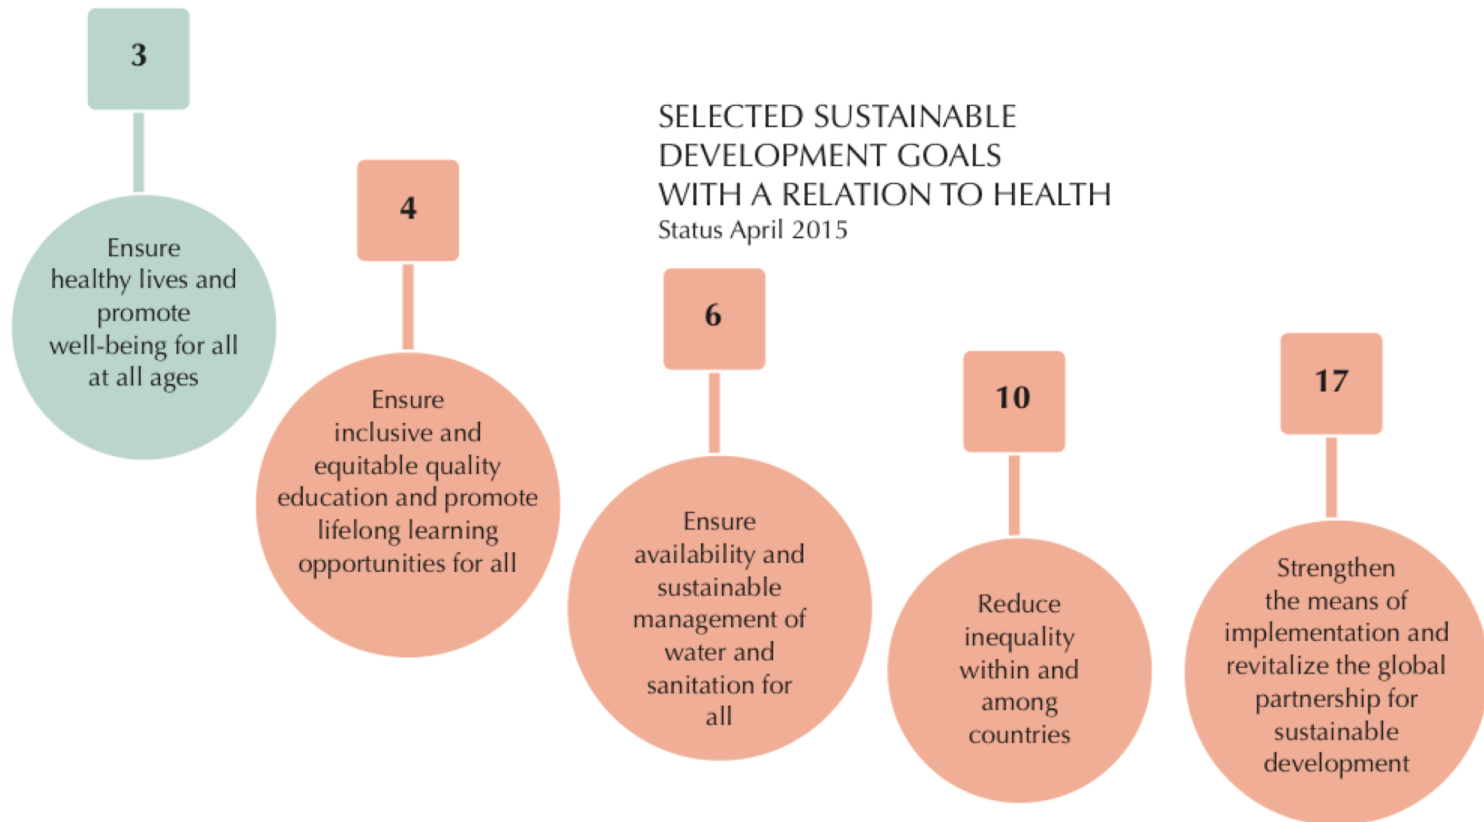 SELECTED SUSTAINABLE
DEVELOPMENT GOALS
WITH A RELATION TO HEALTH
Status April 2015
3
Ensure
healthy lives and
promote
well-being for all
at all ages
4
Ensure
inclusive and
equitable quality
education and promote
lifelong learning
opportunities for all
6
Ensure
availability and
sustainable
management of
water and
sanitation for
all
10
Reduce
inequality
within and
among
countries
17
Strengthen
the means of
implementation and
revitalize the global
partnership for
sustainable
development